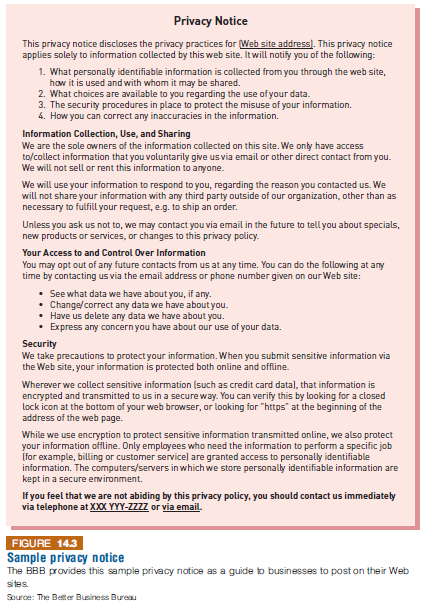 Privacy Notice
This privacy notice discloses the privacy practices for (Web site address). This privacy notice
applies solely to information collected by this web site. It will notify you of the following:
1. What personally identifiable information is collected from you through the web site,
how it is used and with whom it may be shared.
2. What choices are available to you regarding the use of your data.
3. The security procedures in place to protect the misuse of your information.
4. How you can correct any inaccuracies in the information.
Information Collection, Use, and Sharing
We are the sole owners of the information collected on this site. We only have access
to/collect information that you voluntarily give us via email or other direct contact from you.
We will not sell or rent this information to anyone.
We will use your information to respond to you, regarding the reason you contacted us. We
will not share your information with any third party outside of our organization, other than as
necessary to fulfill your request, e.g. to ship an order.
Unless you ask us not to, we may contact you via email in the future to tell you about specials,
new products or services, or changes to this privacy policy.
Your Access to and Control Over Information
You may opt out of any future contacts from us at any time. You can do the following at any
time by contacting us via the email address or phone number given on our Web site:
• See what data we have about you, if any.
• Change/correct any data we have about you.
• Have us delete any data we have about you.
• Express any concern you have about our use of your data.
Security
We take precautions to protect your information. When you submit sensitive information via
the Web site, your information is protected both online and offline.
Wherever we collect sensitive information (such as credit card data), that information is
encrypted and transmitted to us in a secure way. You can verify this by looking for a closed
lock icon at the bottom of your web browser, or looking for "https" at the beginning of the
address of the web page.
While we use encryption to protect sensitive information transmitted online, we also protect
your information offline. Only employees who need the information to perform a specific job
(for example, billing or customer service) are granted access to personally identifiable
information. The computers/servers in which we store personally identifiable information are
kept in a secure environment.
If you feel that we are not abiding by this privacy policy, you should contact us immediately
via telephone at XXX YYY-ZZZZ or via email.
FIGURE 14.3
Sample privacy notice
The BBB provides this sample privacy notice as a guide to businesses to post on their Web
sites.
Source: The Better Business Bureau